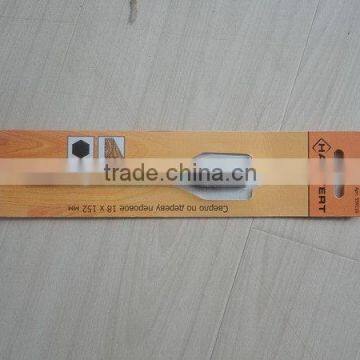 trade.china.com
Сверло по дереву перовое 18 x 152 мм